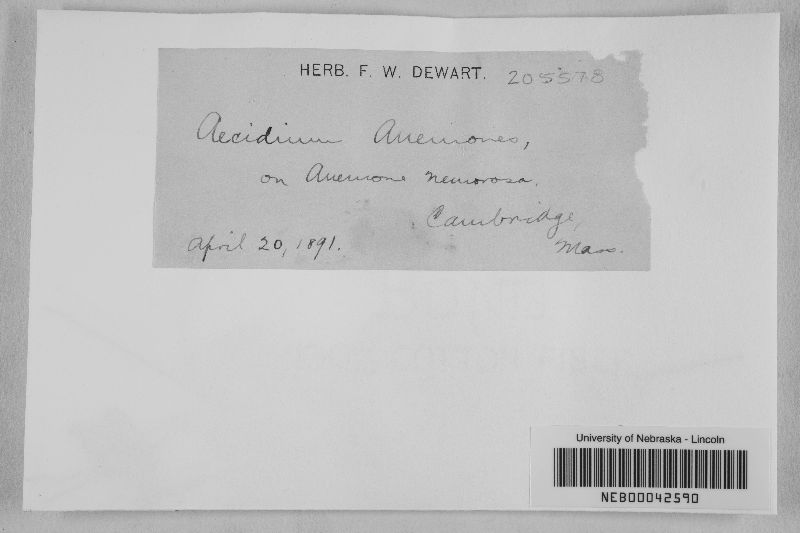 HERB. F. W. DEWART. 205578
Aecidium Anemones,
on Anemone nemorosa.
Cambridge,
April 20, 1891. Mass.
University of Nebraska - Lincoln
NEB00042590